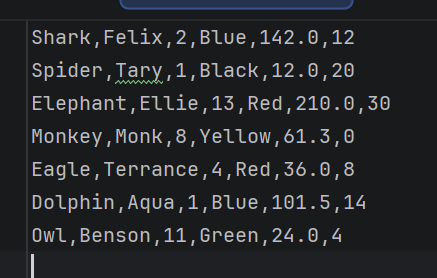 Shark,Felix,2,Blue,142.0,12
Spider,Tary,1,Black,12.0,20
Elephant,Ellie,13,Red,210.0,30
Monkey,Monk,8,Yellow,61.3,0
Eagle,Terrance,4,Red,36.0,8
Dolphin,Aqua,1,Blue,101.5,14
Owl,Benson,11,Green,24.0,4